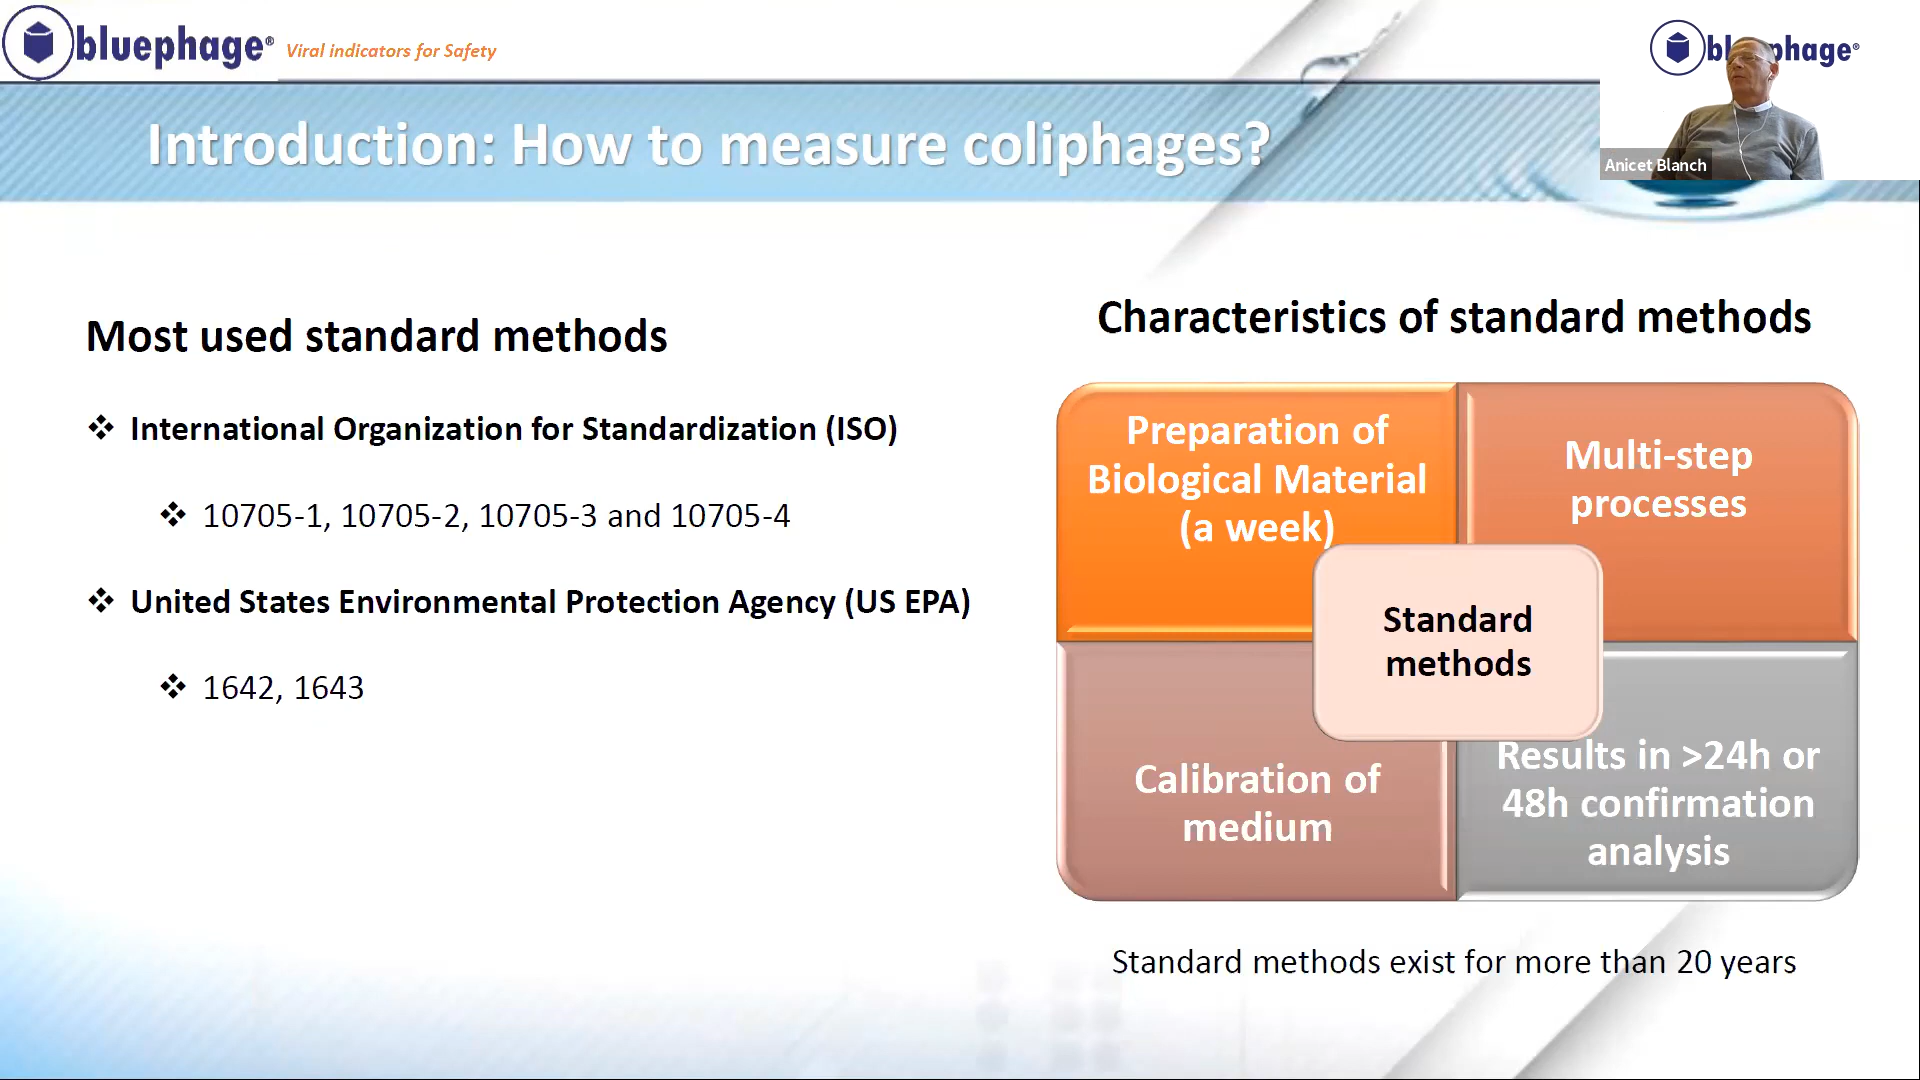 bluephage® Viral indicators for Safety
bluephage®
Anicet Blanch
Introduction: How to measure coliphages?
Most used standard methods
❖ International Organization for Standardization (ISO)
❖ 10705-1, 10705-2, 10705-3 and 10705-4
❖ United States Environmental Protection Agency (US EPA)
❖ 1642, 1643
Characteristics of standard methods
Preparation of
Biological Material
(a week)
Multi-step
processes
Standard
methods
Calibration of
medium
Results in >24h or
48h confirmation
analysis
Standard methods exist for more than 20 years